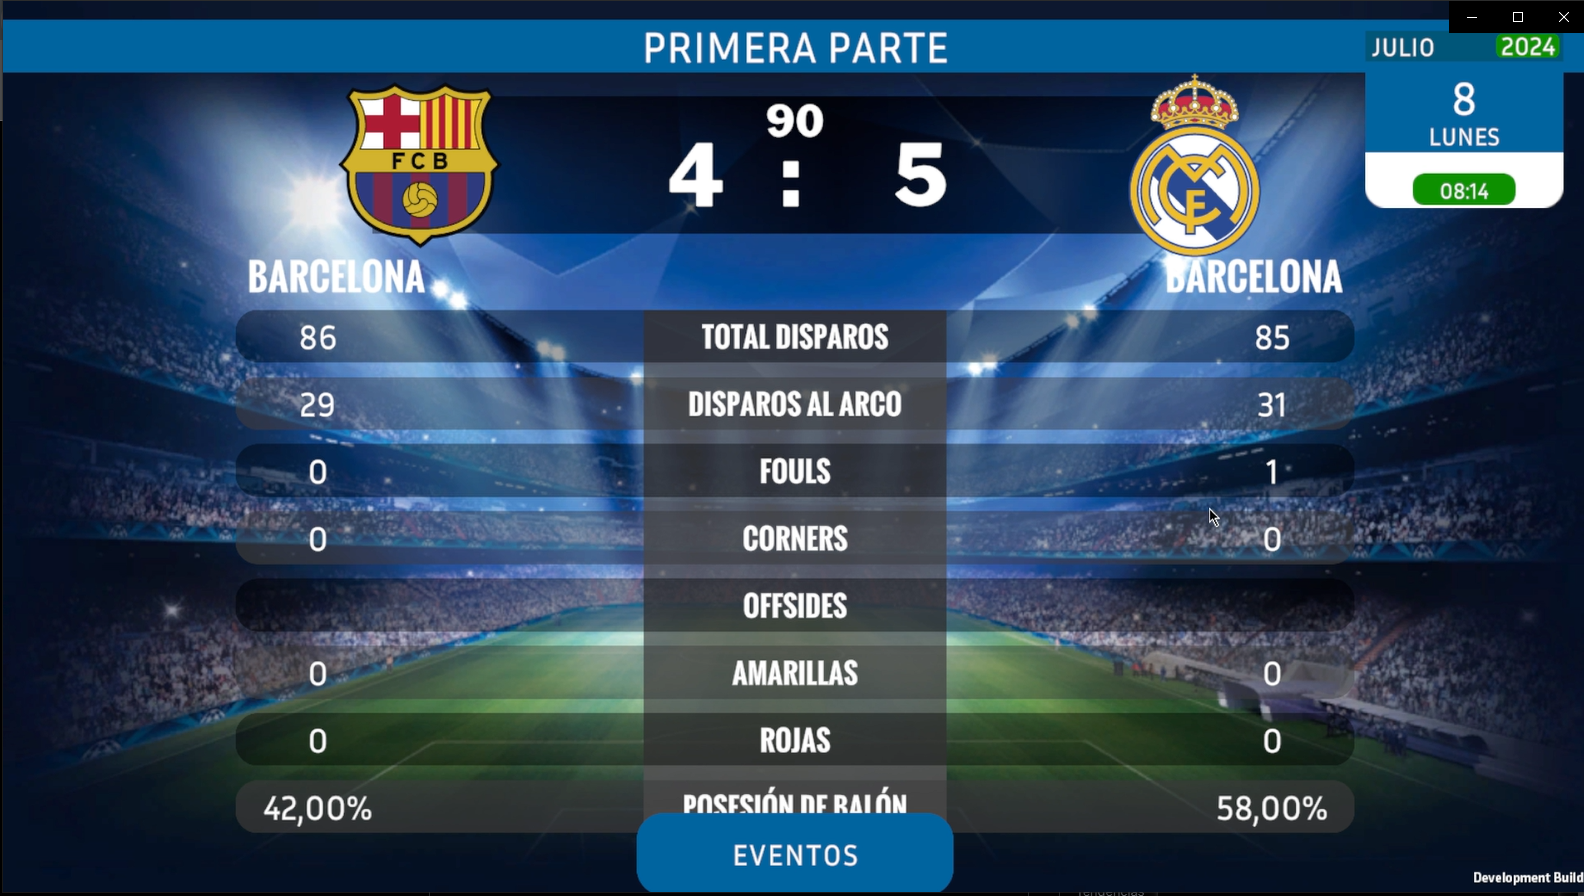 PRIMERA PARTE
JULIO 2024
8
LUNES
08:14
FCB
90
4 : 5
BARCELONA BARCELONA
86 TOTAL DISPAROS 85
29 DISPAROS AL ARCO 31
0 FOULS 1
0 CORNERS 0
OFFSIDES
0 AMARILLAS 0
0 ROJAS 0
42,00% POSESIÓN DE BALÓN 58,00%
EVENTOS
Development Build
Tendencias